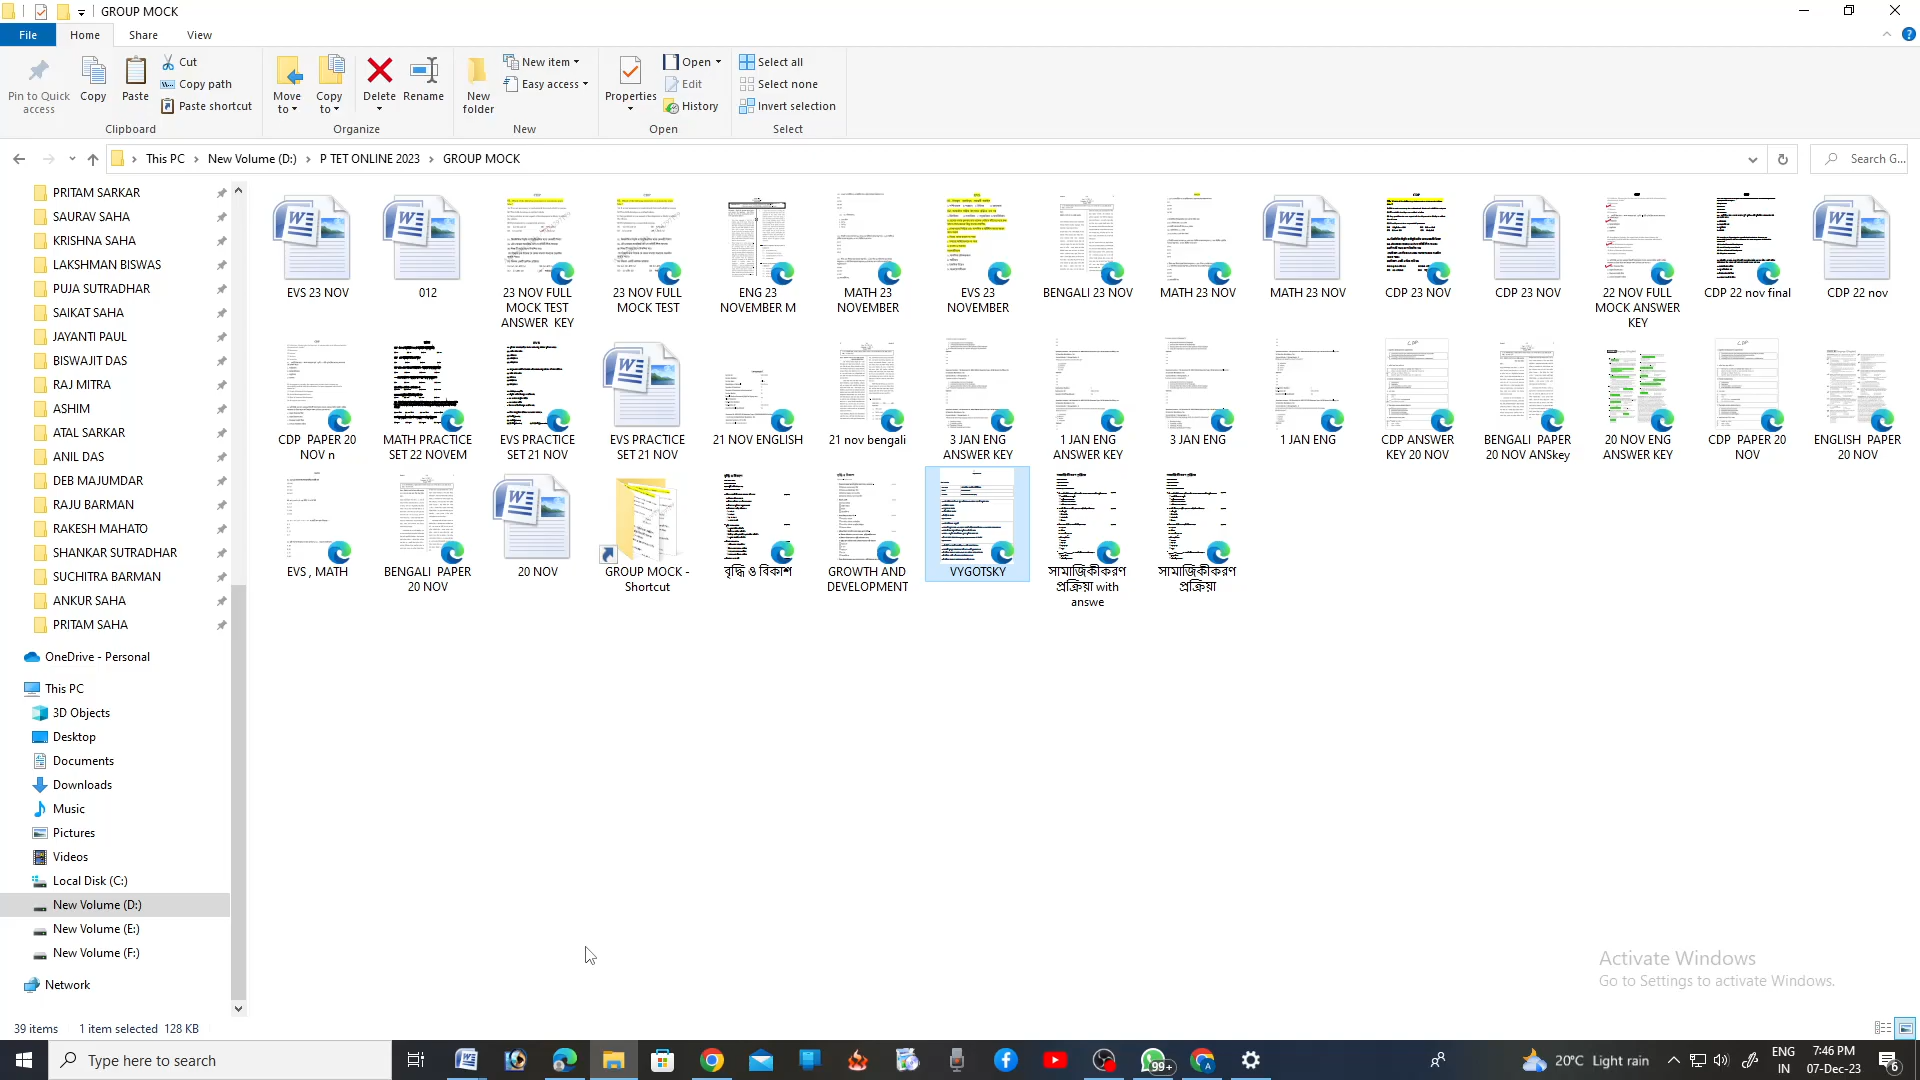 GROUP MOCK
File Home Share View
Pin to Quick access
Copy
Paste
Cut
Copy path
Paste shortcut
Clipboard
Move to
Copy to
Delete
Rename
Organize
New folder
New item
Easy access
New
Properties
Open
Edit
History
Open
Select all
Select none
Invert selection
Select
This PC › New Volume (D:) › P TET ONLINE 2023 › GROUP MOCK
Search G...
PRITAM SARKAR
SAURAV SAHA
KRISHNA SAHA
LAKSHMAN BISWAS
PUJA SUTRADHAR
SAIKAT SAHA
JAYANTI PAUL
BISWAJIT DAS
RAJ MITRA
ASHIM
ATAL SARKAR
ANIL DAS
DEB MAJUMDAR
RAJU BARMAN
RAKESH MAHATO
SHANKAR SUTRADHAR
SUCHITRA BARMAN
ANKUR SAHA
PRITAM SAHA
OneDrive - Personal
This PC
3D Objects
Desktop
Documents
Downloads
Music
Pictures
Videos
Local Disk (C:)
New Volume (D:)
New Volume (E:)
New Volume (F:)
Network
EVS 23 NOV
012
23 NOV FULL
MOCK TEST
ANSWER KEY
23 NOV FULL
MOCK TEST
ENG 23
NOVEMBER M
MATH 23
NOVEMBER
EVS 23
NOVEMBER
BENGALI 23 NOV
MATH 23 NOV
MATH 23 NOV
CDP 23 NOV
CDP 23 NOV
22 NOV FULL
MOCK ANSWER
KEY
CDP 22 nov final
CDP 22 nov
CDP PAPER 20
NOV n
MATH PRACTICE
SET 22 NOVEM
EVS PRACTICE
SET 21 NOV
EVS PRACTICE
SET 21 NOV
21 NOV ENGLISH
21 nov bengali
3 JAN ENG
ANSWER KEY
1 JAN ENG
ANSWER KEY
3 JAN ENG
1 JAN ENG
CDP ANSWER
KEY 20 NOV
BENGALI PAPER
20 NOV ANSkey
20 NOV ENG
ANSWER KEY
CDP PAPER 20
NOV
ENGLISH PAPER
20 NOV
EVS , MATH
BENGALI PAPER
20 NOV
20 NOV
GROUP MOCK -
Shortcut
বৃদ্ধি ও বিকাশ
GROWTH AND
DEVELOPMENT
VYGOTSKY
সামাজিকীকরণ
প্রক্রিয়া with
answe
সামাজিকীকরণ
প্রক্রিয়া
Activate Windows
Go to Settings to activate Windows.
39 items 1 item selected 128 KB
Type here to search
99+
20°C Light rain
ENG
IN
7:46 PM
07-Dec-23
6